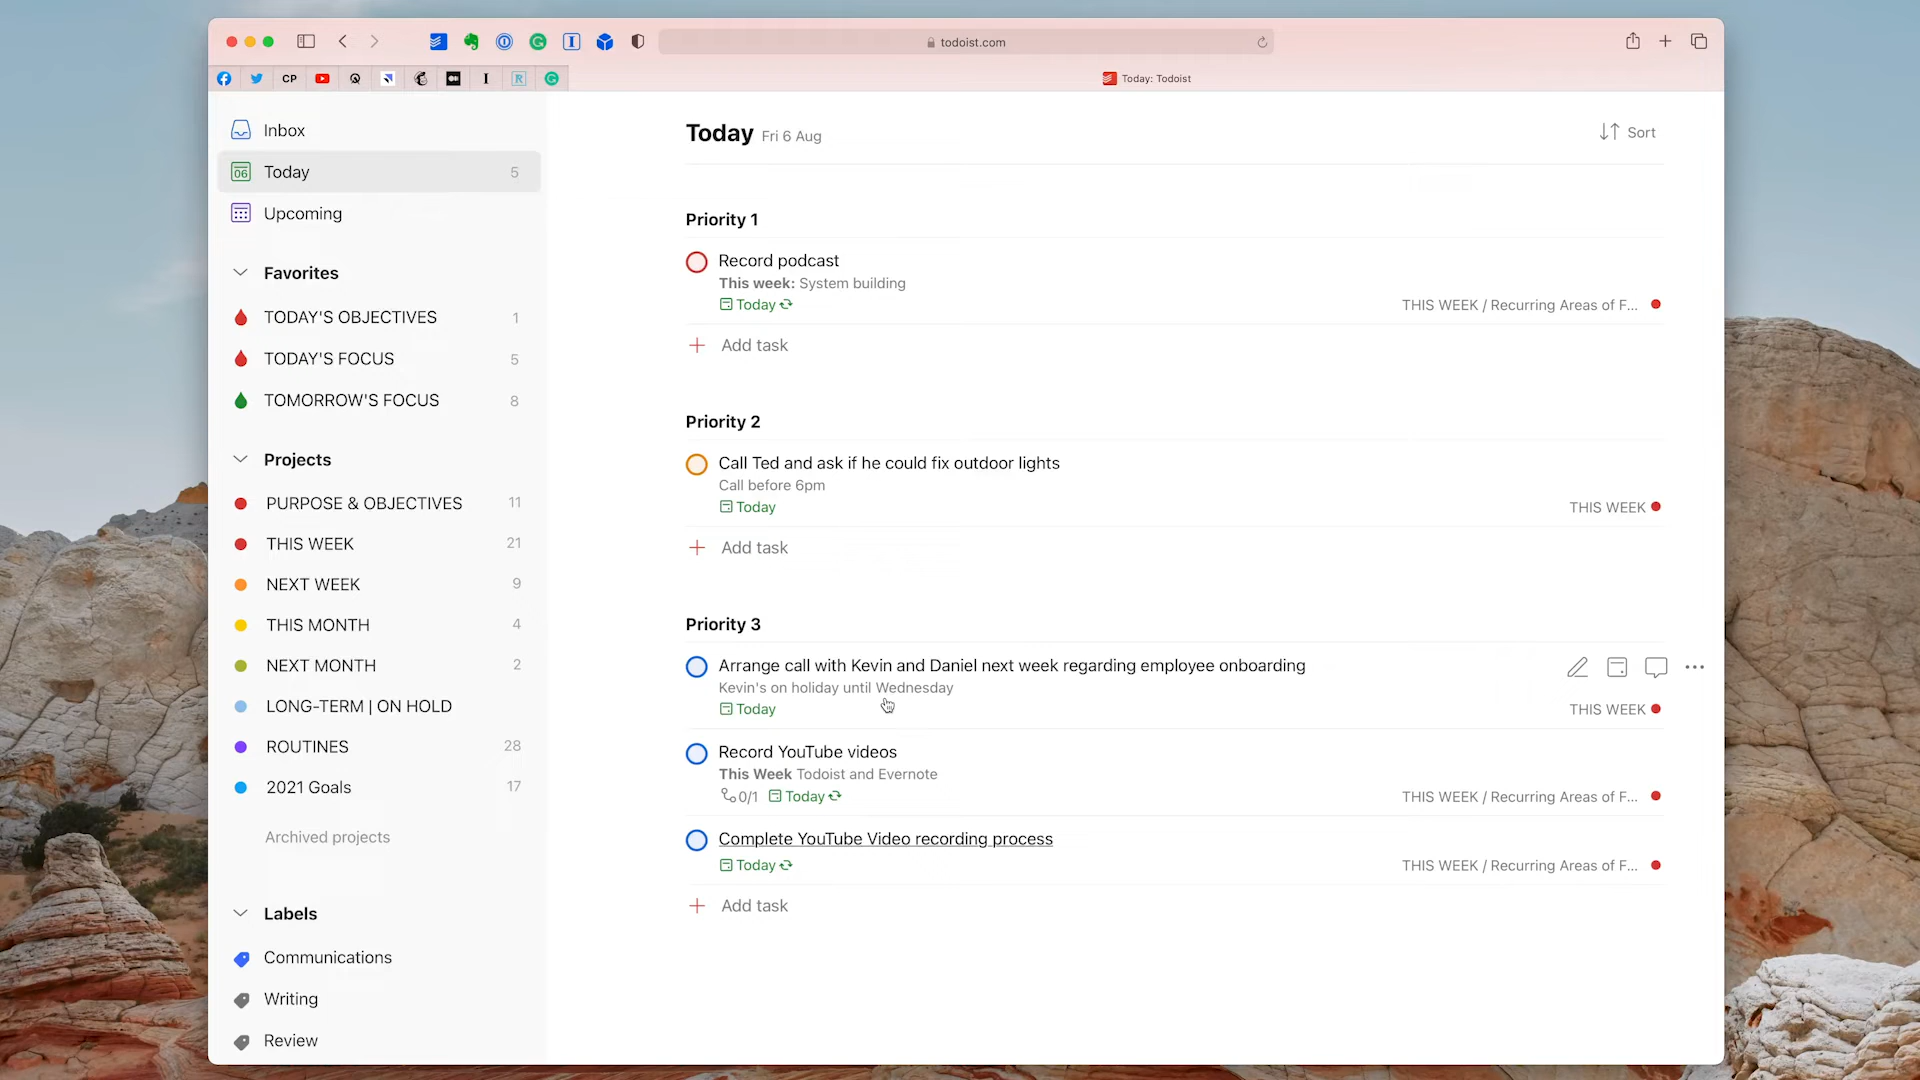 todoist.com
CP
Today: Todoist
Inbox
06 Today 5
Upcoming
Favorites
TODAY'S OBJECTIVES 1
TODAY'S FOCUS 5
TOMORROW'S FOCUS 8
Projects
PURPOSE & OBJECTIVES 11
THIS WEEK 21
NEXT WEEK 9
THIS MONTH 4
NEXT MONTH 2
LONG-TERM | ON HOLD
ROUTINES 28
2021 Goals 17
Archived projects
Labels
Communications
Writing
Review
Today Fri 6 Aug
Sort
Priority 1
Record podcast
This week: System building
Today
THIS WEEK / Recurring Areas of F...
Add task
Priority 2
Call Ted and ask if he could fix outdoor lights
Call before 6pm
Today
THIS WEEK
Add task
Priority 3
Arrange call with Kevin and Daniel next week regarding employee onboarding
Kevin's on holiday until Wednesday
Today
THIS WEEK
Record YouTube videos
This Week Todoist and Evernote
0/1 Today
THIS WEEK / Recurring Areas of F...
Complete YouTube Video recording process
Today
THIS WEEK / Recurring Areas of F...
Add task